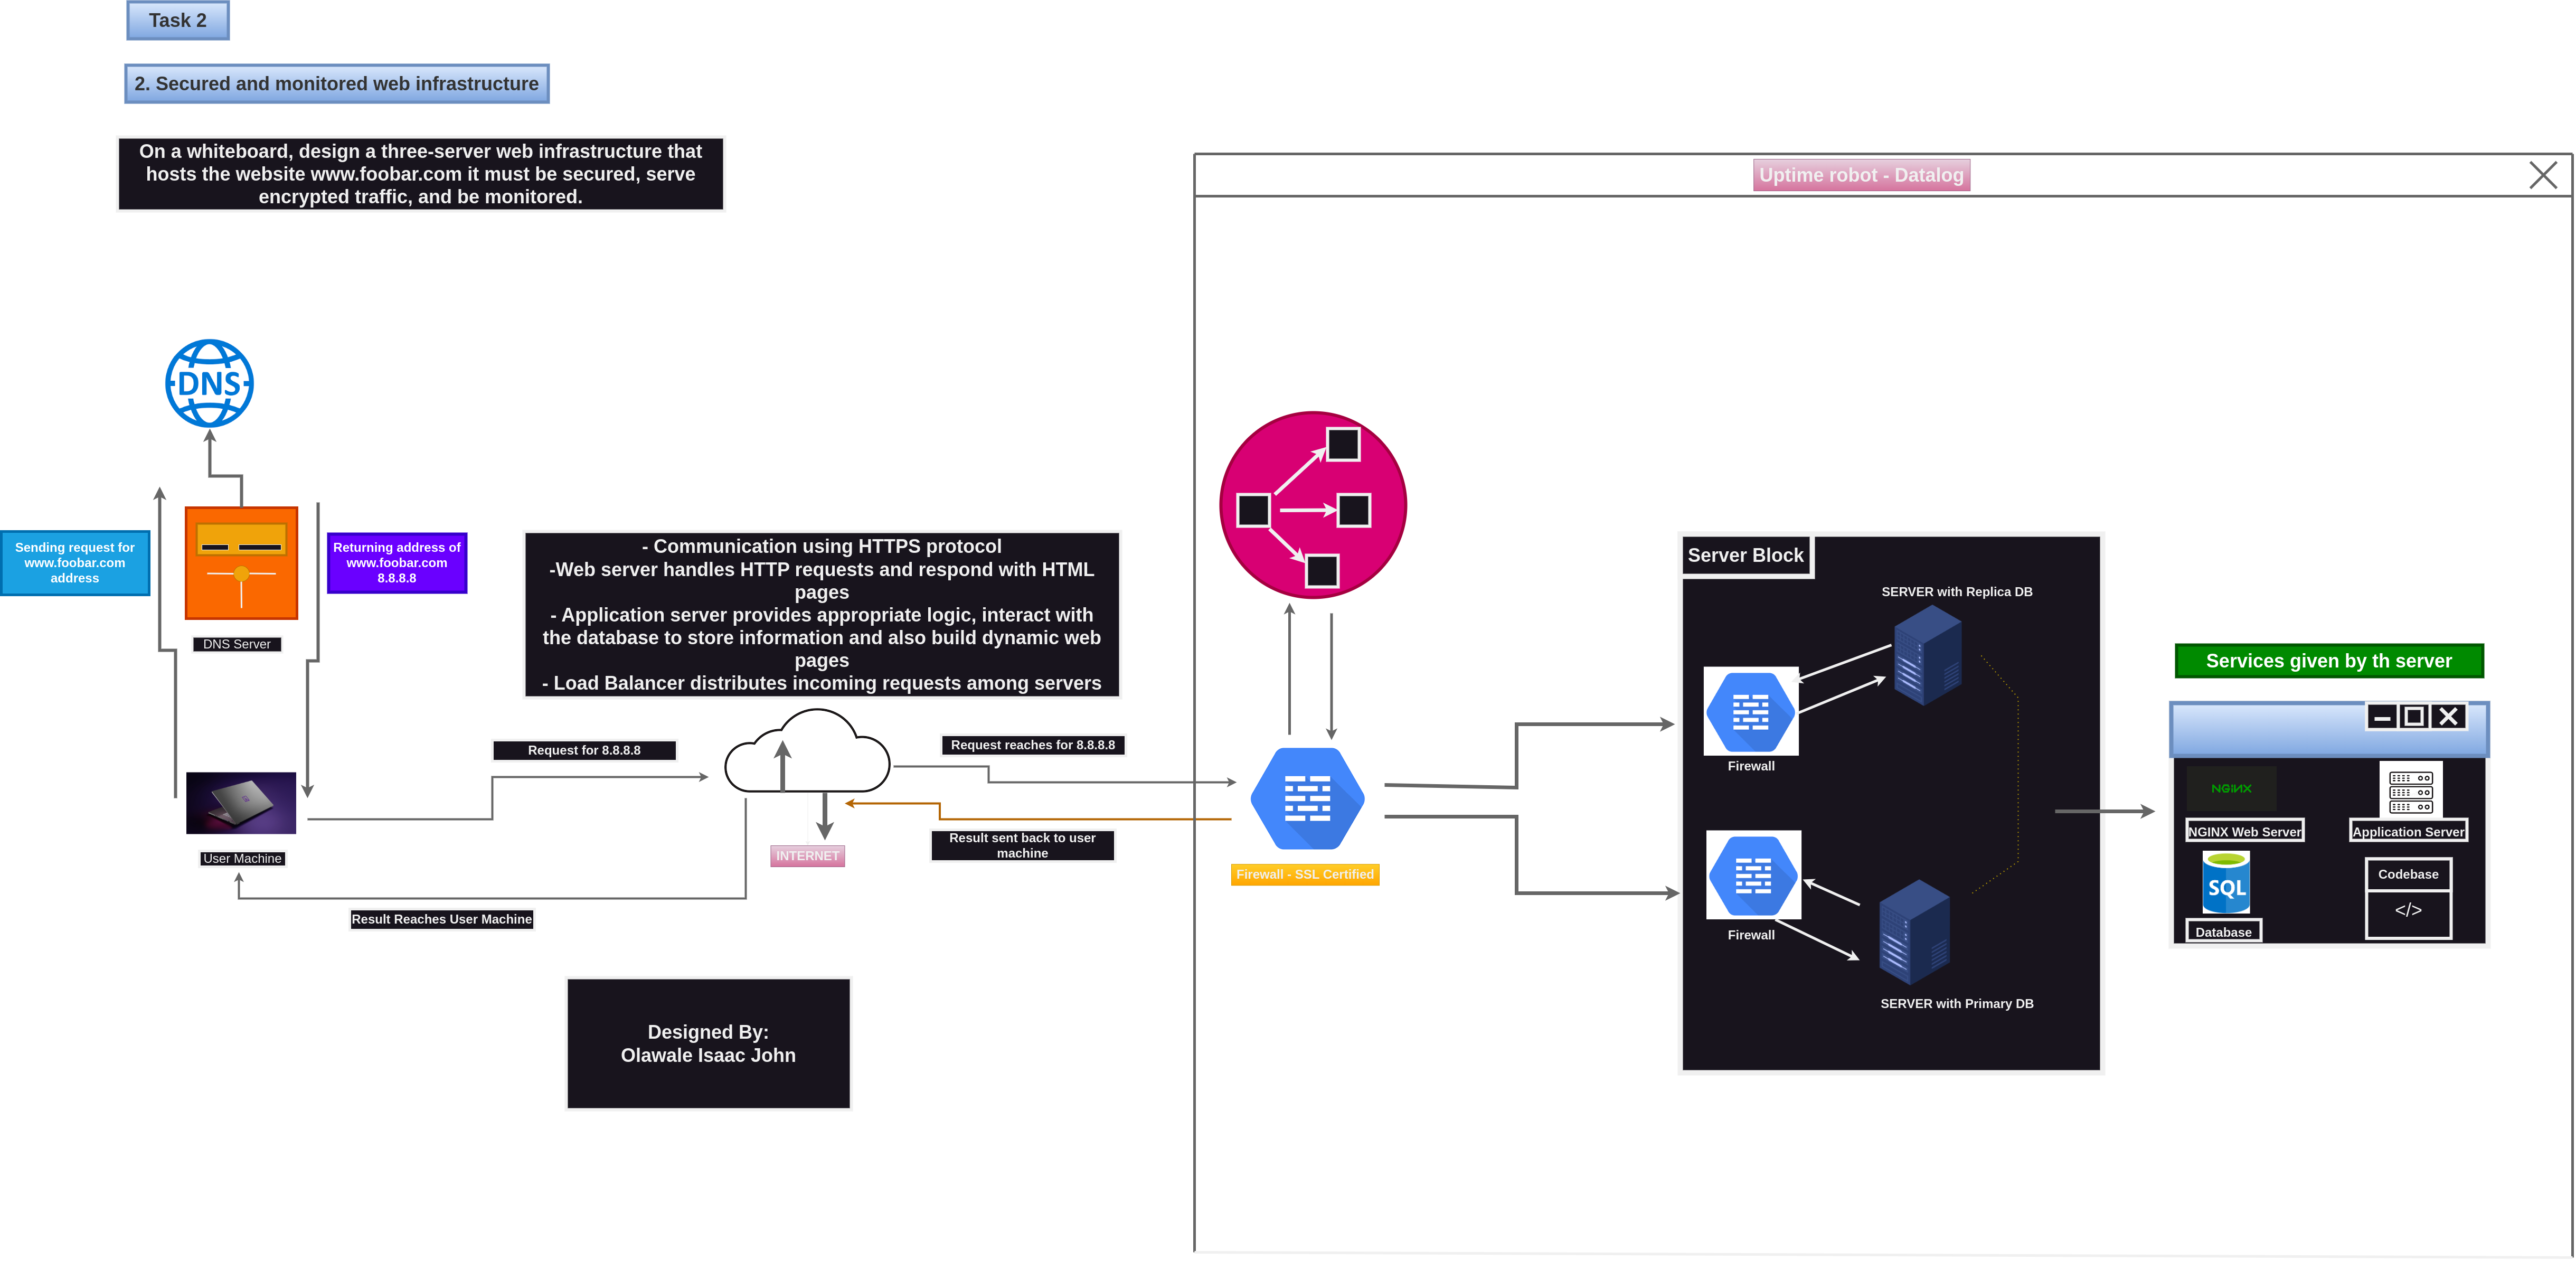 Task 2
2. Secured and monitored web infrastructure
On a whiteboard, design a three-server web infrastructure that
hosts the website www.foobar.com it must be secured, serve
encrypted traffic, and be monitored.
Uptime robot - Datalog
DNS
Sending request for
www.foobar.com
address
Returning address of
www.foobar.com
8.8.8.8
DNS Server
- Communication using HTTPS protocol
-Web server handles HTTP requests and respond with HTML
pages
- Application server provides appropriate logic, interact with
the database to store information and also build dynamic web
pages
- Load Balancer distributes incoming requests among servers
Server Block
SERVER with Replica DB
Services given by th server
Request for 8.8.8.8
Request reaches for 8.8.8.8
Firewall
NGINX
NGINX Web Server
Application Server
User Machine
INTERNET
Result sent back to user
machine
Firewall - SSL Certified
SQL
Codebase
</>
Result Reaches User Machine
Firewall
Database
SERVER with Primary DB
Designed By:
Olawale Isaac John